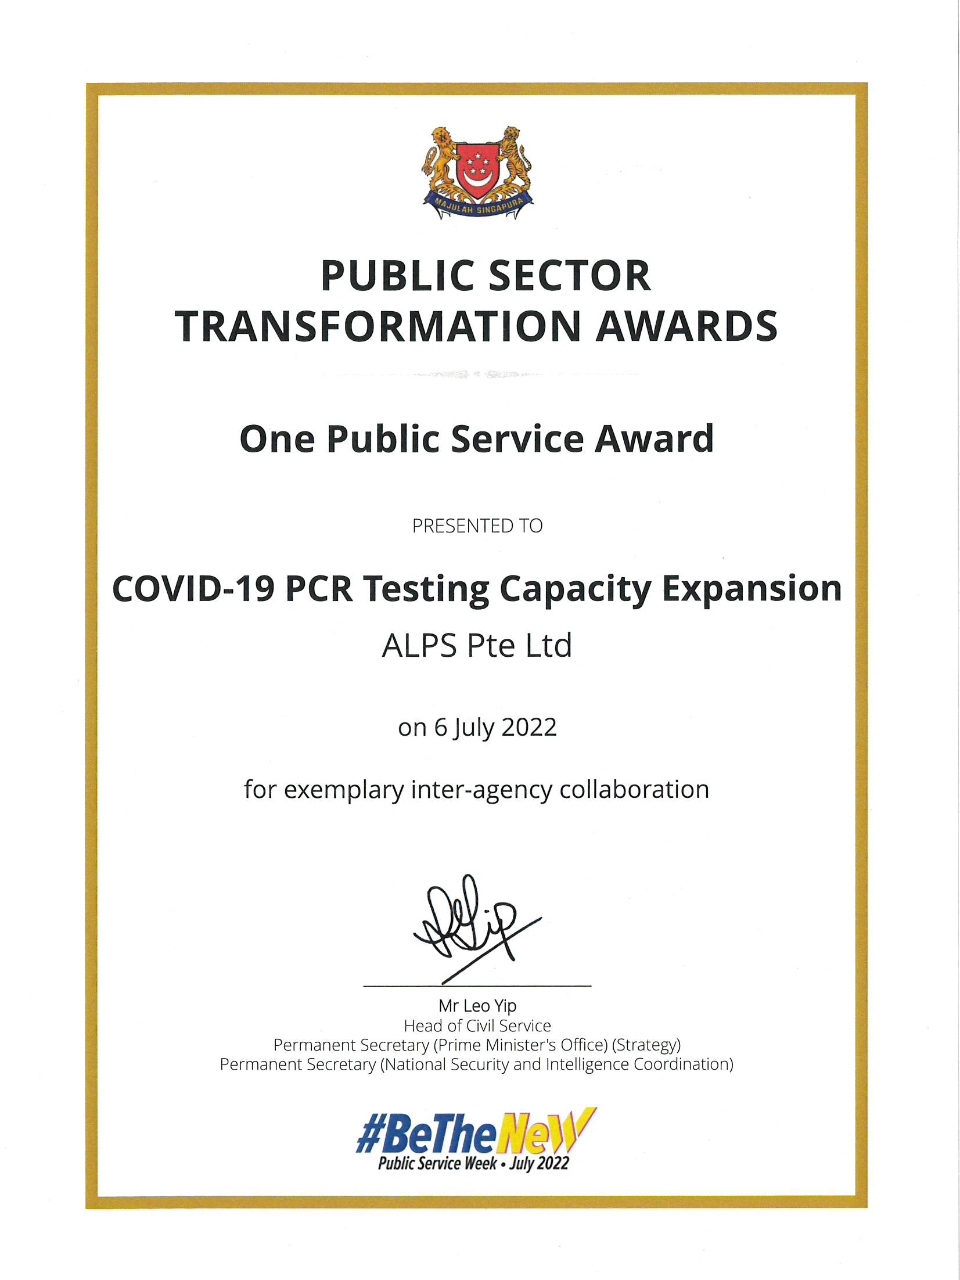 MAJULAH SINGAPURA
PUBLIC SECTOR
TRANSFORMATION AWARDS
One Public Service Award
PRESENTED TO
COVID-19 PCR Testing Capacity Expansion
ALPS Pte Ltd
on 6 July 2022
for exemplary inter-agency collaboration
Mr Leo Yip
Head of Civil Service
Permanent Secretary (Prime Minister's Office) (Strategy)
Permanent Secretary (National Security and Intelligence Coordination)
#BeTheNeW
Public Service Week • July 2022